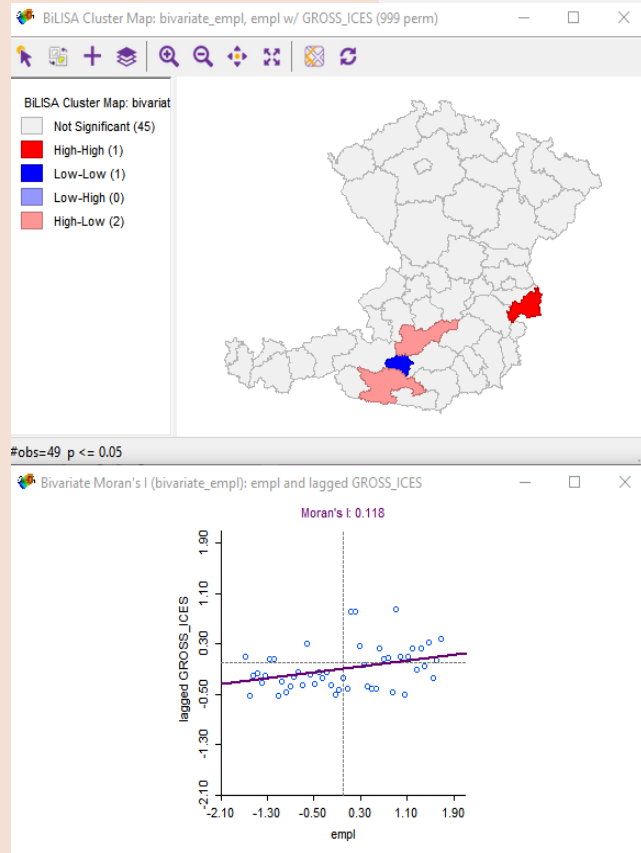 BiLISA Cluster Map: bivariate_empl, empl w/ GROSS_ICES (999 perm)
BiLISA Cluster Map: bivariat
Not Significant (45)
High-High (1)
Low-Low (1)
Low-High (0)
High-Low (2)
#obs=49 p <= 0.05
Bivariate Moran's I (bivariate_empl): empl and lagged GROSS_ICES
Moran's I: 0.118
lagged GROSS_ICES
1.90
1.10
0.30
-0.50
-1.30
-2.10
-2.10 -1.30 -0.50 0.30 1.10 1.90
empl